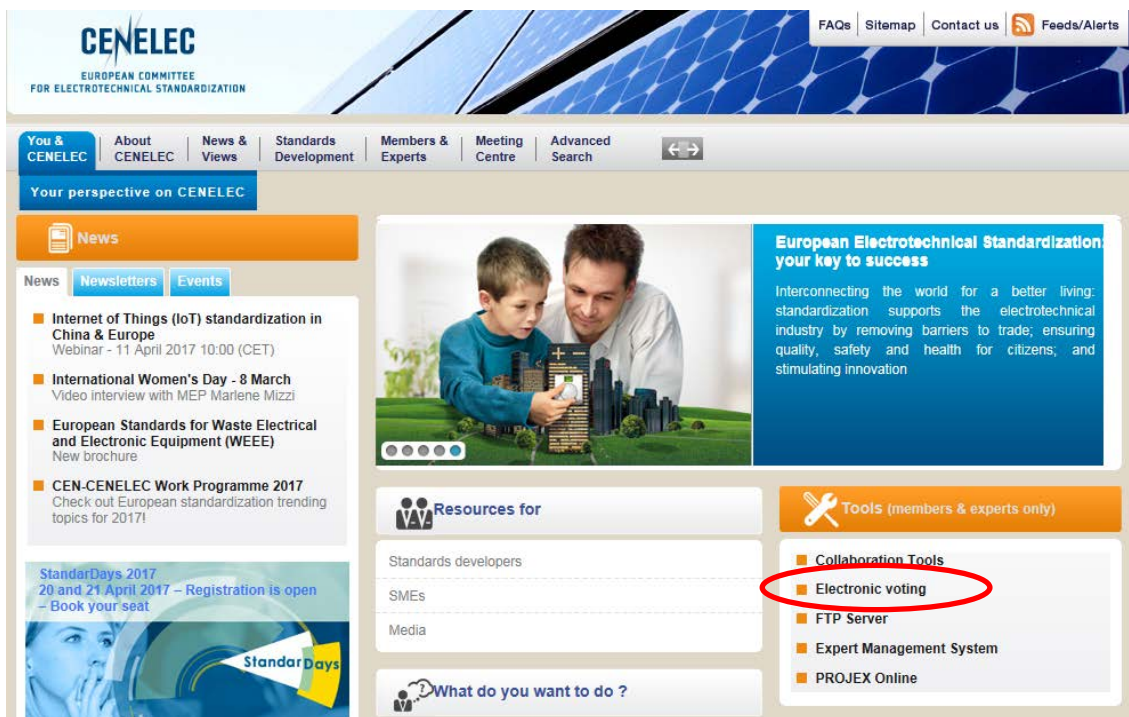 CENELEC
EUROPEAN COMMITTEE
FOR ELECTROTECHNICAL STANDARDIZATION
FAQs
Sitemap
Contact us
Feeds/Alerts
You &
CENELEC
About
CENELEC
News &
Views
Standards
Development
Members &
Experts
Meeting
Centre
Advanced
Search
Your perspective on CENELEC
News
News
Newsletters
Events
Internet of Things (IoT) standardization in
China & Europe
Webinar - 11 April 2017 10:00 (CET)
International Women's Day - 8 March
Video interview with MEP Marlene Mizzi
European Standards for Waste Electrical
and Electronic Equipment (WEEE)
New brochure
CEN-CENELEC Work Programme 2017
Check out European standardization trending
topics for 2017!
StandarDays 2017
20 and 21 April 2017 – Registration is open
– Book your seat
StandarDays
European Electrotechnical Standardization:
your key to success
Interconnecting the world for a better living:
standardization supports the electrotechnical
industry by removing barriers to trade; ensuring
quality, safety and health for citizens; and
stimulating innovation
Resources for
Standards developers
SMEs
Media
What do you want to do ?
Tools (members & experts only)
Collaboration Tools
Electronic voting
FTP Server
Expert Management System
PROJEX Online